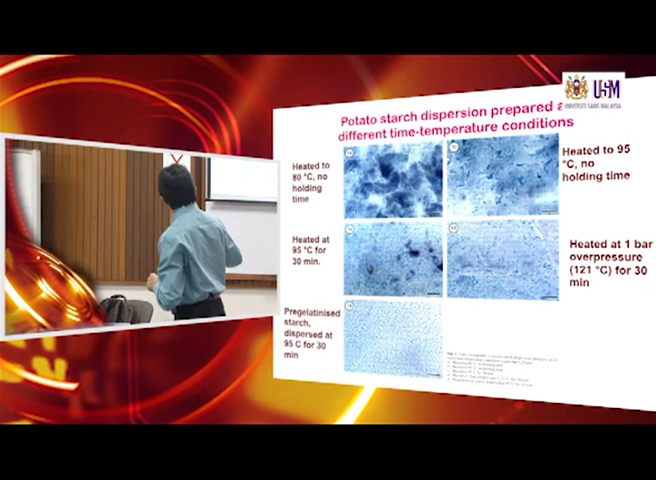 USM
UNIVERSITI SAINS MALAYSIA
Potato starch dispersion prepared
different time-temperature conditions
Heated to
80 °C, no
holding
time
Heated to 95
°C, no
holding time
Heated at
95 °C for
30 min.
Heated at 1 bar
overpressure
(121 °C) for 30
min
Pregelatinised
starch,
dispersed at
95 C for 30
min